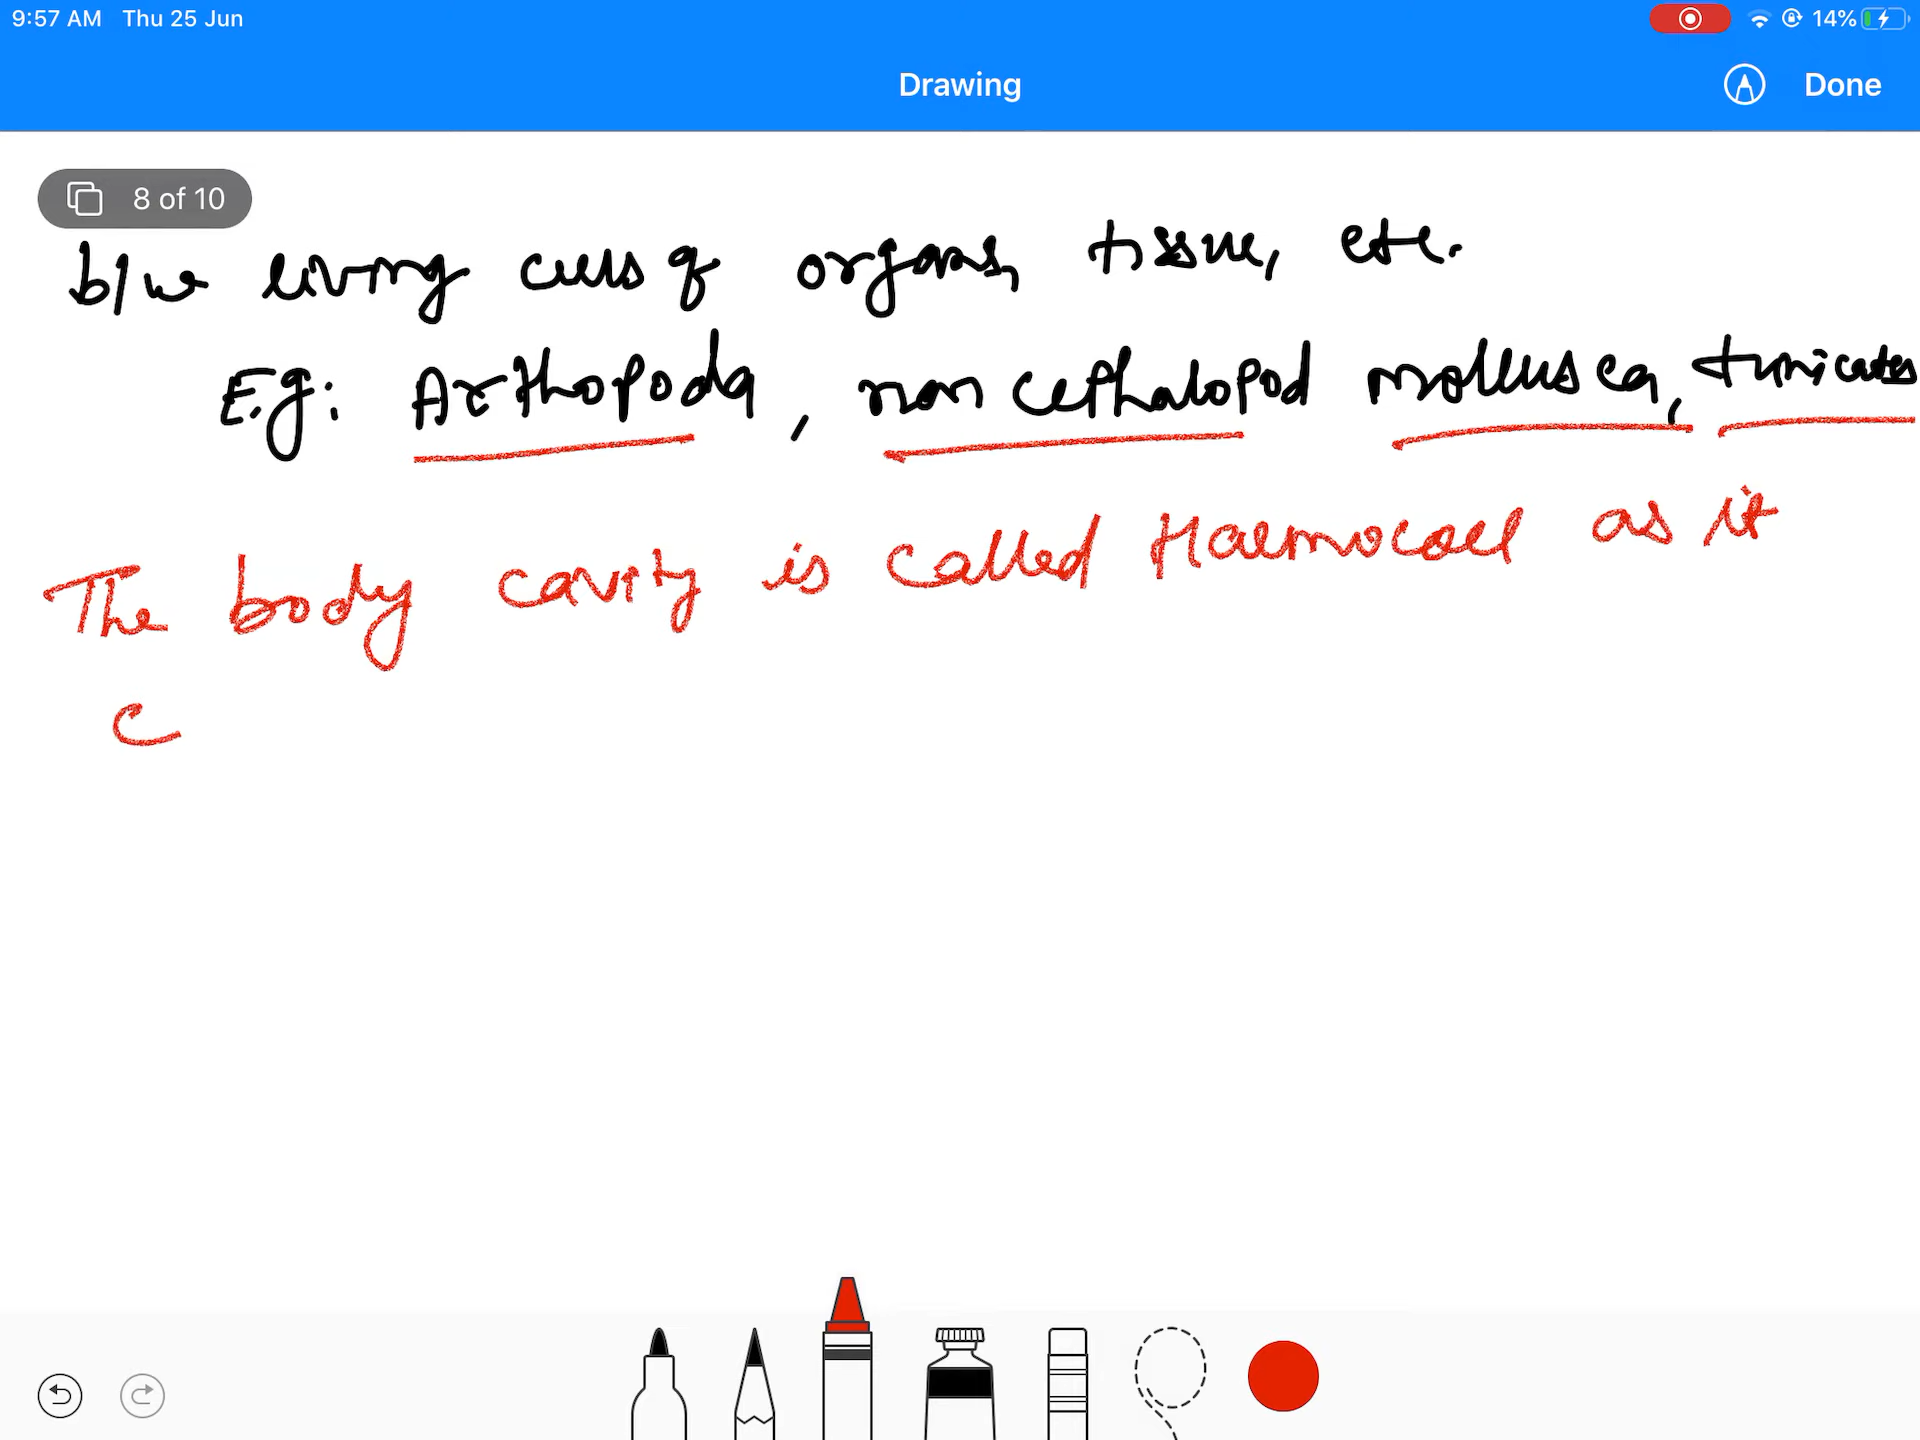 9:57 AM Thu 25 Jun 14%
Drawing Done
8 of 10
b/w living cells of organs, tissue, etc.
E.g: Arthopoda, non cephalopod mollusca, tunicates
The body cavity is called Haemocoel as it
C